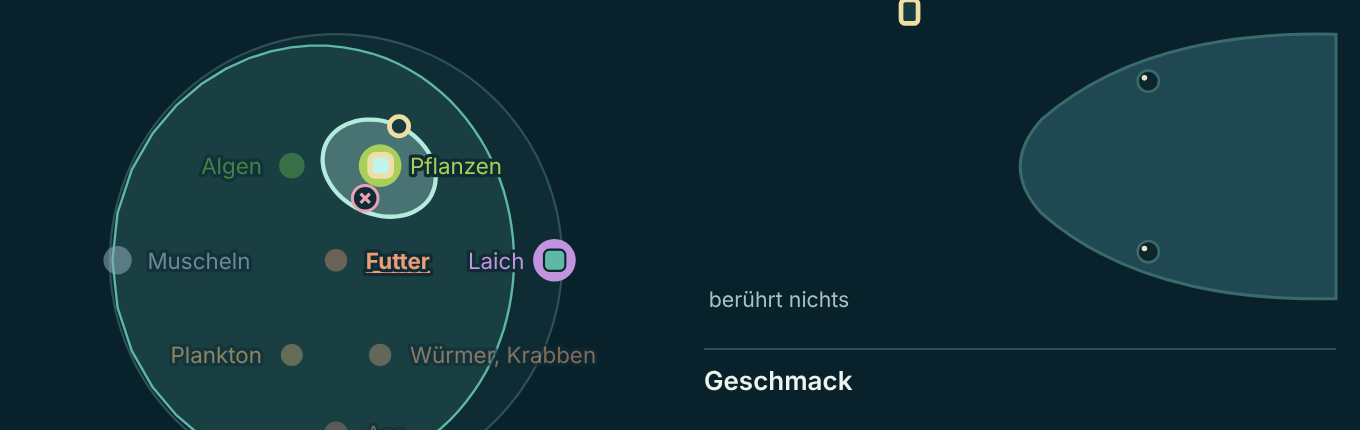 Algen
Pflanzen
Muscheln
Futter
Laich
berührt nichts
Plankton
Würmer, Krabben
Geschmack